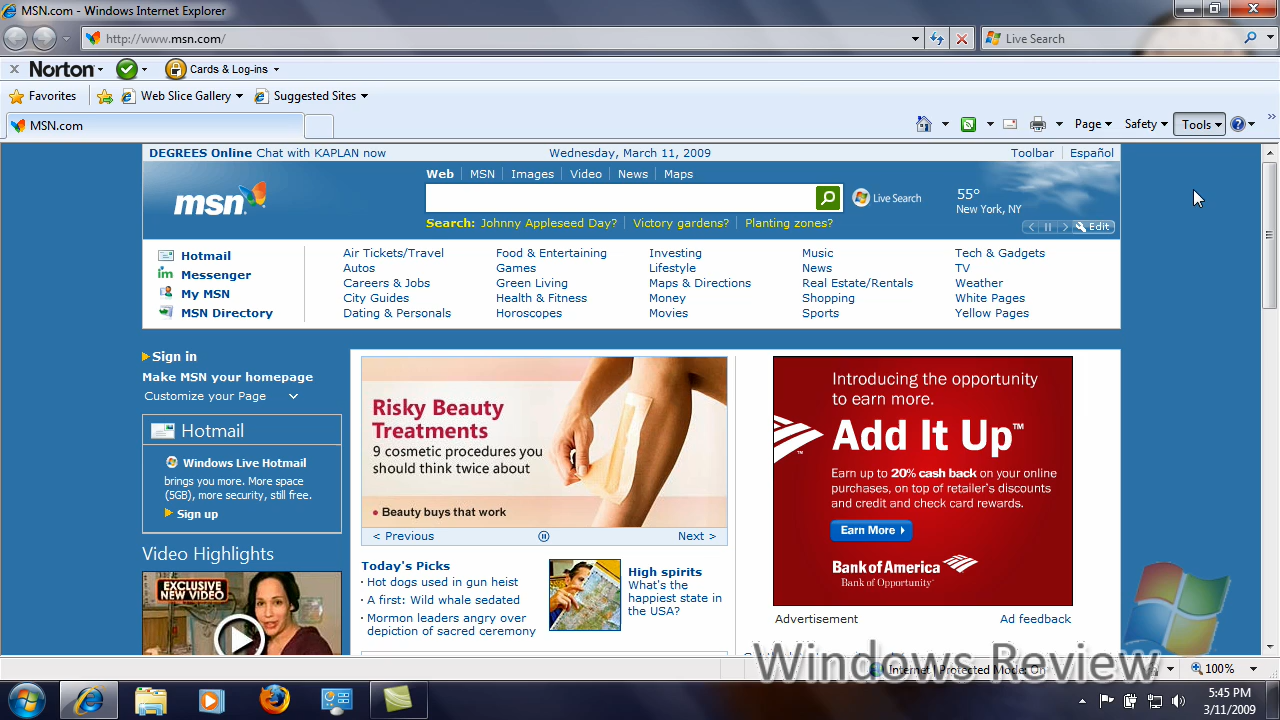 MSN.com - Windows Internet Explorer
http://www.msn.com/
Live Search
Norton
Cards & Log-ins
Favorites
Web Slice Gallery
Suggested Sites
MSN.com
Page
Safety
Tools
DEGREES Online Chat with KAPLAN now
Wednesday, March 11, 2009
Toolbar
Español
msn
Web
MSN
Images
Video
News
Maps
Live Search
55°
New York, NY
Search: Johnny Appleseed Day? Victory gardens? Planting zones?
Edit
Hotmail
Messenger
My MSN
MSN Directory
Air Tickets/Travel
Autos
Careers & Jobs
City Guides
Dating & Personals
Food & Entertaining
Games
Green Living
Health & Fitness
Horoscopes
Investing
Lifestyle
Maps & Directions
Money
Movies
Music
News
Real Estate/Rentals
Shopping
Sports
Tech & Gadgets
TV
Weather
White Pages
Yellow Pages
Sign in
Make MSN your homepage
Customize your Page
Hotmail
Windows Live Hotmail
brings you more. More space
(5GB), more security, still free.
Sign up
Video Highlights
EXCLUSIVE
NEW VIDEO
Risky Beauty
Treatments
9 cosmetic procedures you
should think twice about
• Beauty buys that work
< Previous
Next >
Today's Picks
· Hot dogs used in gun heist
· A first: Wild whale sedated
· Mormon leaders angry over
depiction of sacred ceremony
High spirits
What's the
happiest state in
the USA?
Introducing the opportunity
to earn more.
Add It Up™
Earn up to 20% cash back on your online
purchases, on top of retailer's discounts
and credit and check card rewards.
Earn More
Bank of America
Bank of Opportunity™
Advertisement
Ad feedback
Windows Review
Internet | Protected Mode: On
100%
5:45 PM
3/11/2009